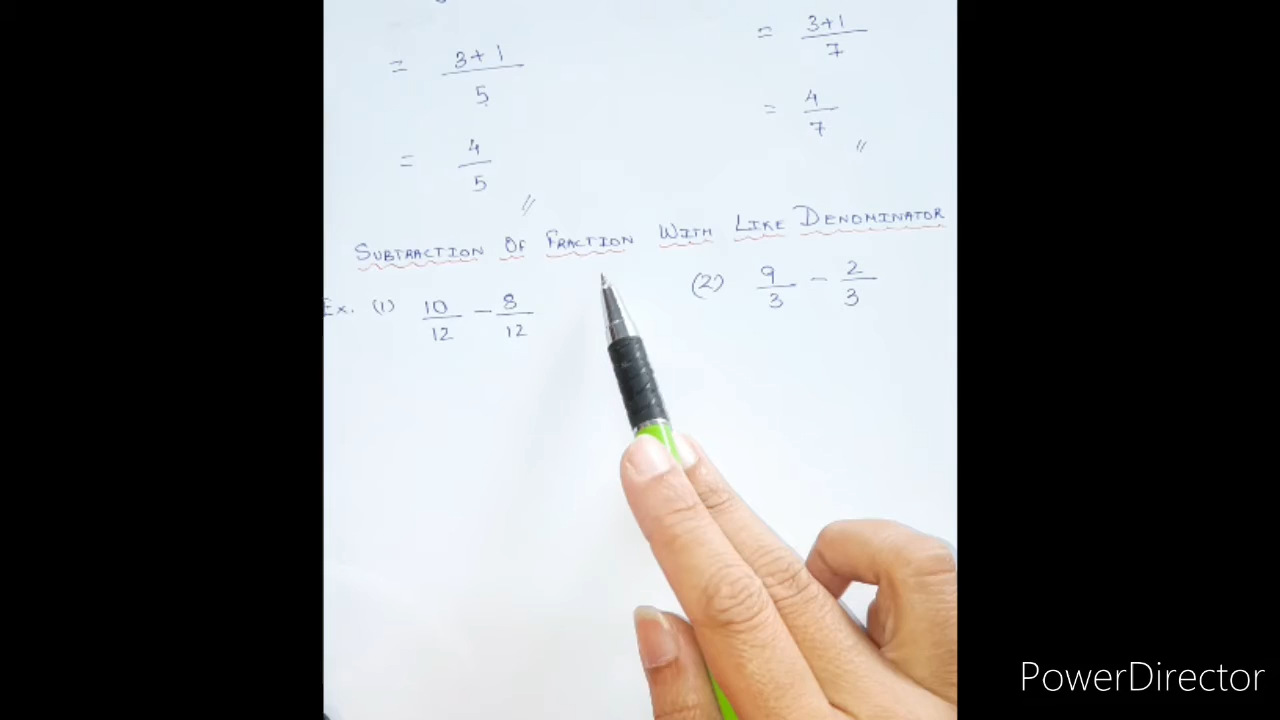 = 3+1/5
= 4/5 //
= 3+1/7
= 4/7 //
SUBTRACTION OF FRACTION WITH LIKE DENOMINATOR
Ex. (1) 10/12 - 8/12
(2) 9/3 - 2/3
PowerDirector